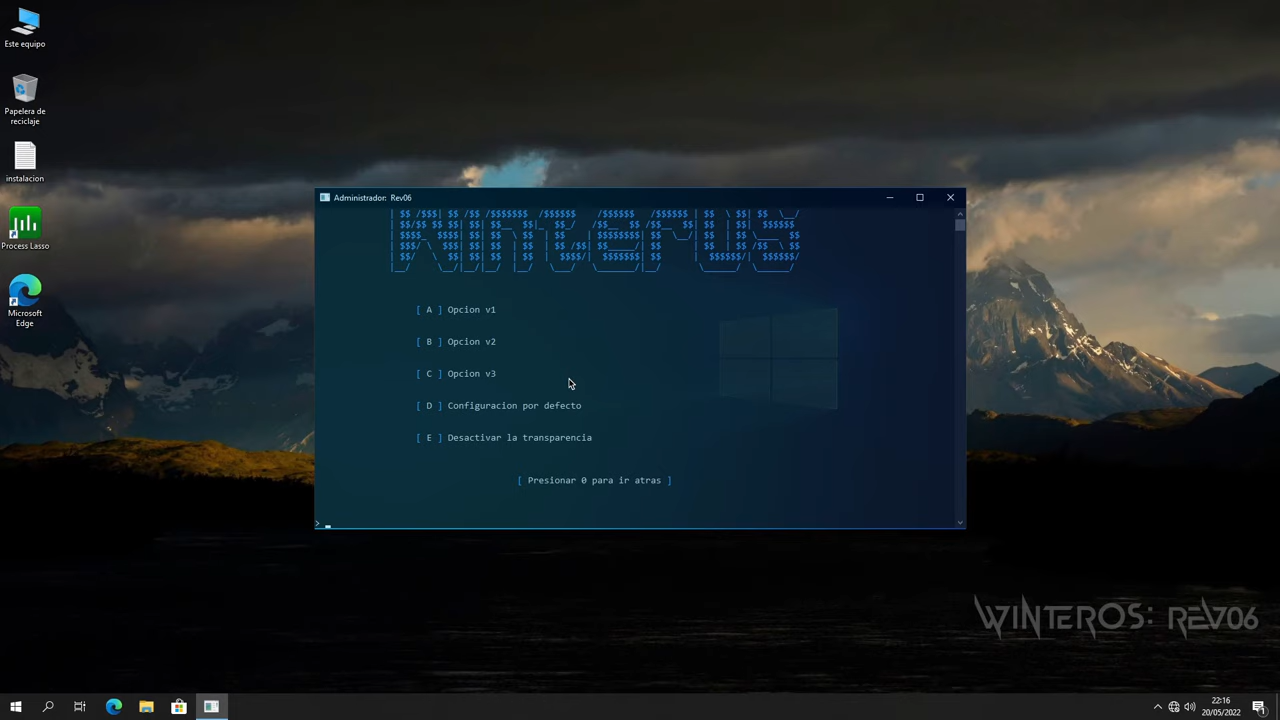 Este equipo
Papelera de
reciclaje
instalacion
Process Lasso
Microsoft
Edge
Administrador: Rev06
[ A ] Opcion v1
[ B ] Opcion v2
[ C ] Opcion v3
[ D ] Configuracion por defecto
[ E ] Desactivar la transparencia
[ Presionar 0 para ir atras ]
>
WINTEROS: REV06
22:16
20/05/2022
1